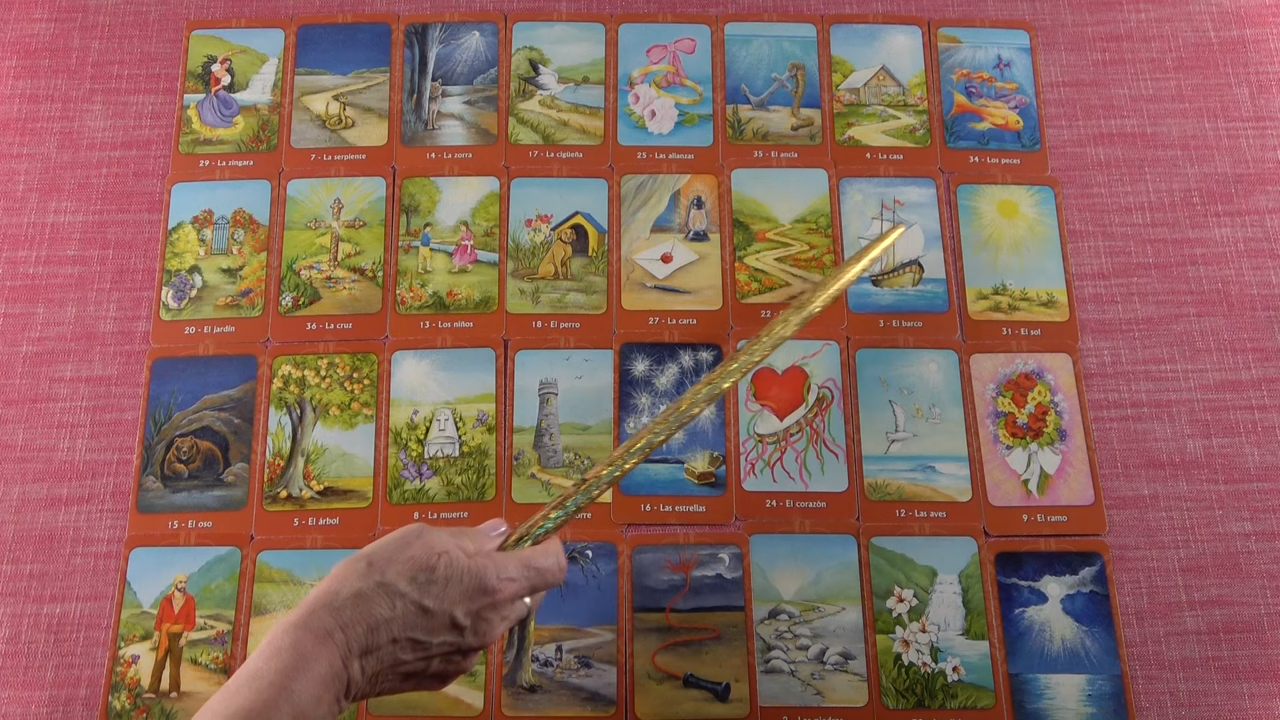 29 - La zíngara
7 - La serpiente
14 - La zorra
17 - La cigüeña
25 - Las alianzas
35 - El ancla
4 - La casa
34 - Los peces
20 - El jardín
36 - La cruz
13 - Los niños
18 - El perro
27 - La carta
22 -
3 - El barco
31 - El sol
15 - El oso
5 - El árbol
8 - La muerte
16 - Las estrellas
24 - El corazón
12 - Las aves
9 - El ramo